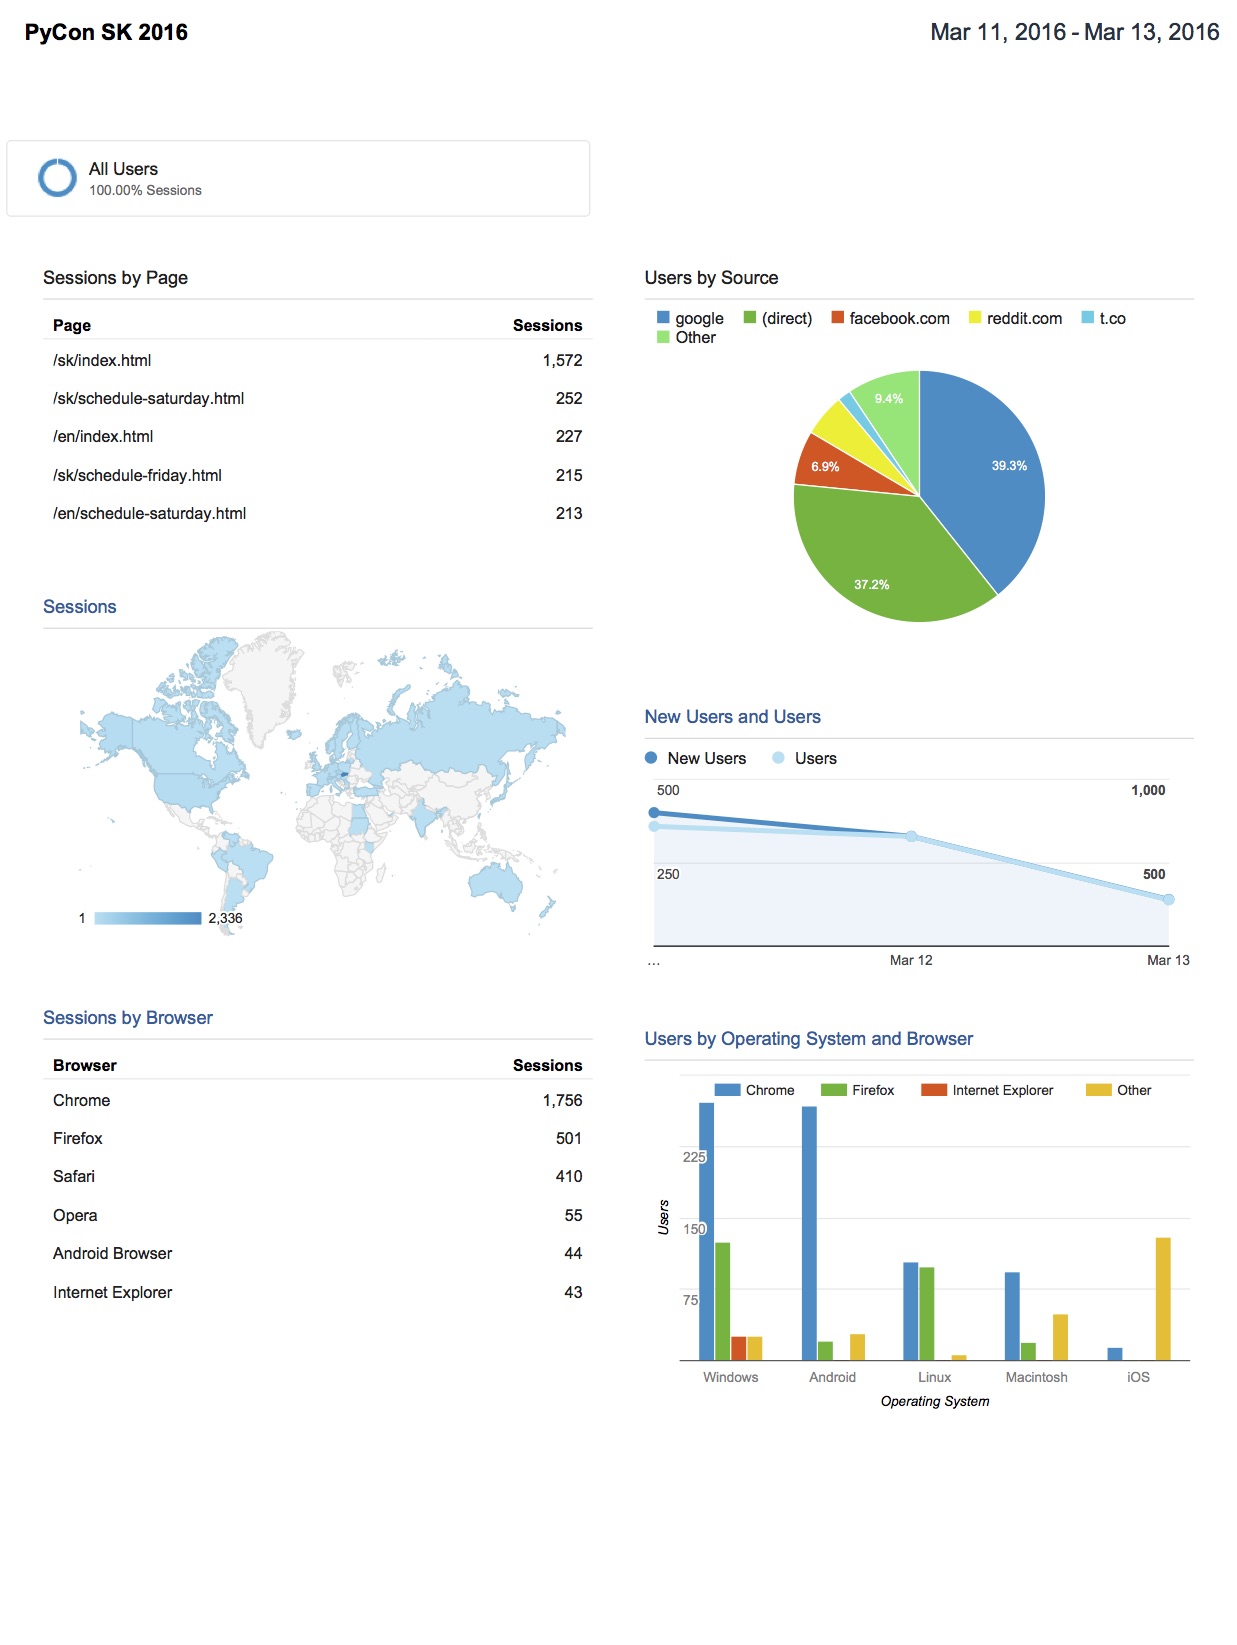 PyCon SK 2016
Mar 11, 2016 - Mar 13, 2016
All Users
100.00% Sessions
Sessions by Page
Page Sessions
/sk/index.html 1,572
/sk/schedule-saturday.html 252
/en/index.html 227
/sk/schedule-friday.html 215
/en/schedule-saturday.html 213
Sessions
1 2,336
Sessions by Browser
Browser Sessions
Chrome 1,756
Firefox 501
Safari 410
Opera 55
Android Browser 44
Internet Explorer 43
Users by Source
google (direct) facebook.com reddit.com t.co
Other
9.4%
39.3%
6.9%
37.2%
New Users and Users
New Users Users
500 1,000
250 500
... Mar 12 Mar 13
Users by Operating System and Browser
Chrome Firefox Internet Explorer Other
225
150
75
Users
Windows Android Linux Macintosh iOS
Operating System